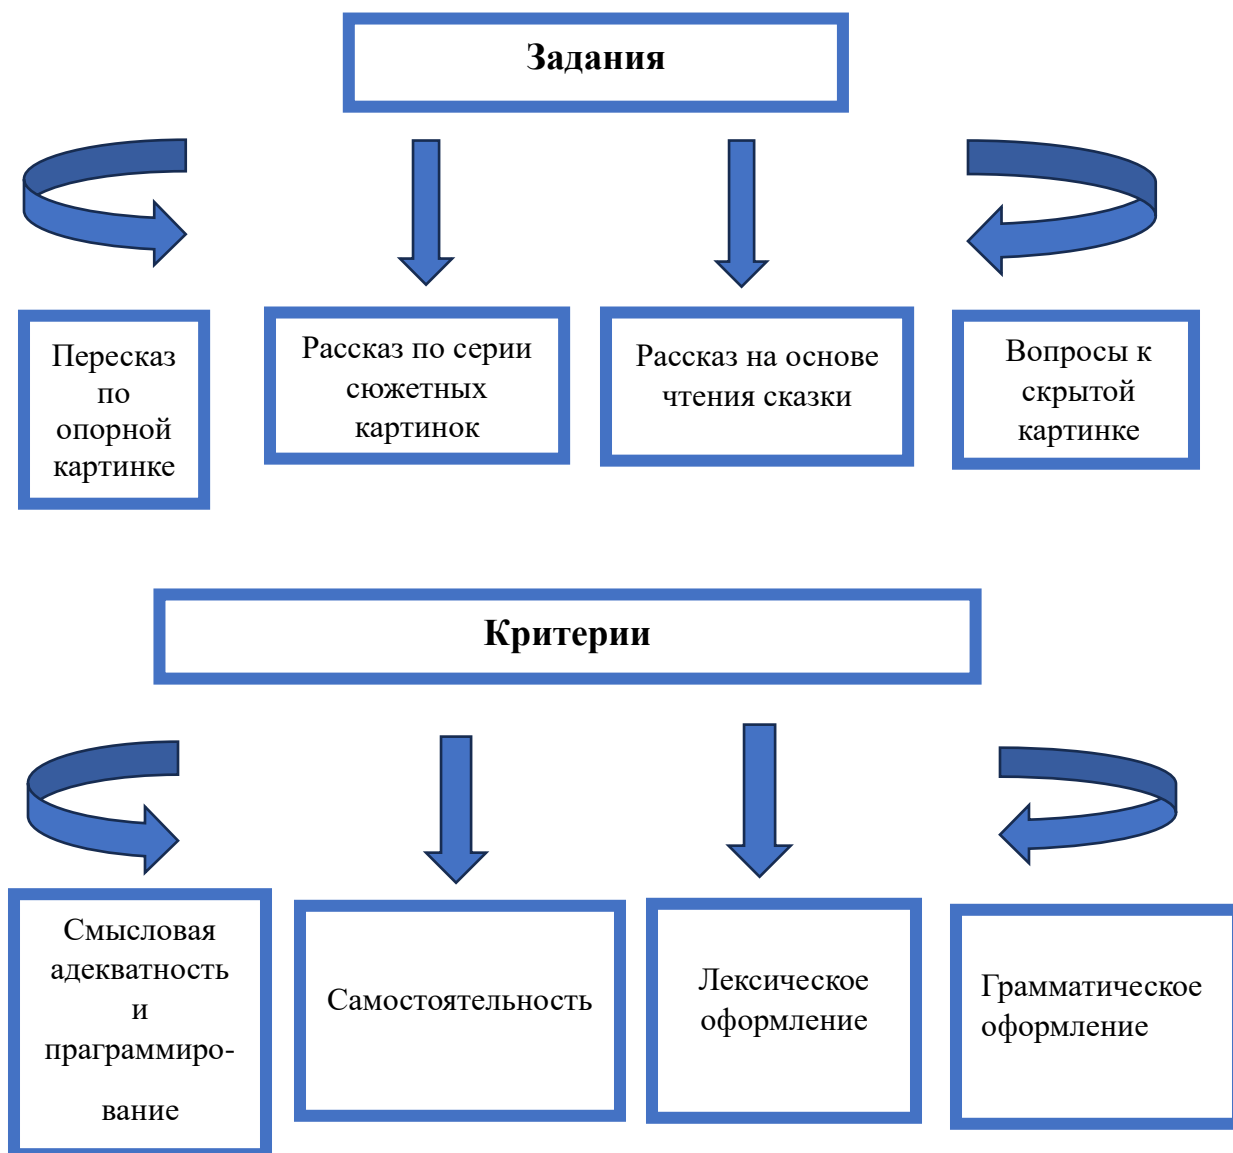 Задания
Пересказ
по
опорной
картинке
Рассказ по серии
сюжетных
картинок
Рассказ на основе
чтения сказки
Вопросы к
скрытой
картинке
Критерии
Смысловая
адекватность
и
праграммиро-
вание
Самостоятельность
Лексическое
оформление
Грамматическое
оформление